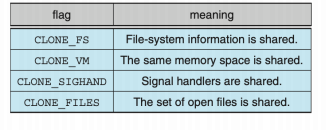 flag meaning
CLONE_FS File-system information is shared.
CLONE_VM The same memory space is shared.
CLONE_SIGHAND Signal handlers are shared.
CLONE_FILES The set of open files is shared.